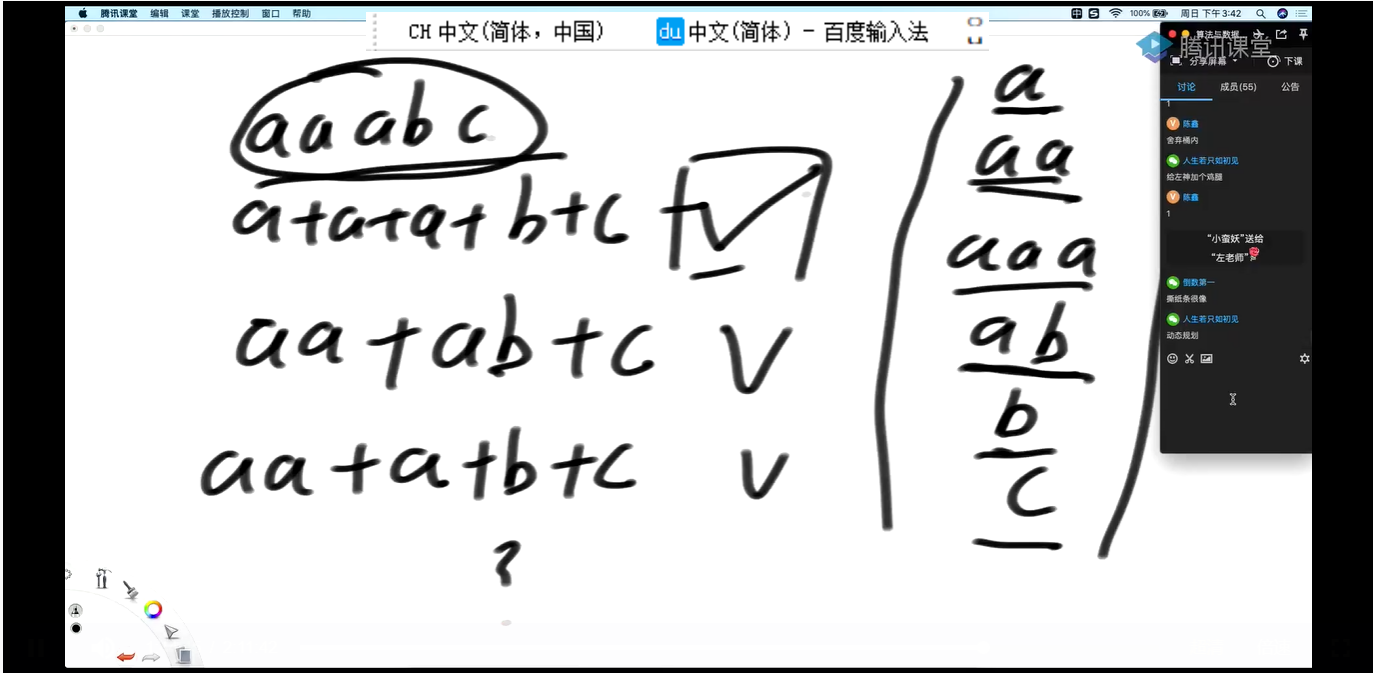 腾讯课堂 编辑 课堂 播放控制 窗口 帮助
100% 周日 下午3:42
CH 中文(简体，中国) du 中文(简体) - 百度输入法
腾讯课堂
算法与数据
分享屏幕 下课
讨论 成员(55) 公告
1
陈鑫
舍弃桶内
人生若只如初见
给左神加个鸡腿
陈鑫
1
“小蛮妖”送给
“左老师”
倒数第一
撕纸条很像
人生若只如初见
动态规划
aaabc
a+a+a+b+c
aa+ab+c
aa+a+b+c
?
a
aa
aaa
ab
b
c